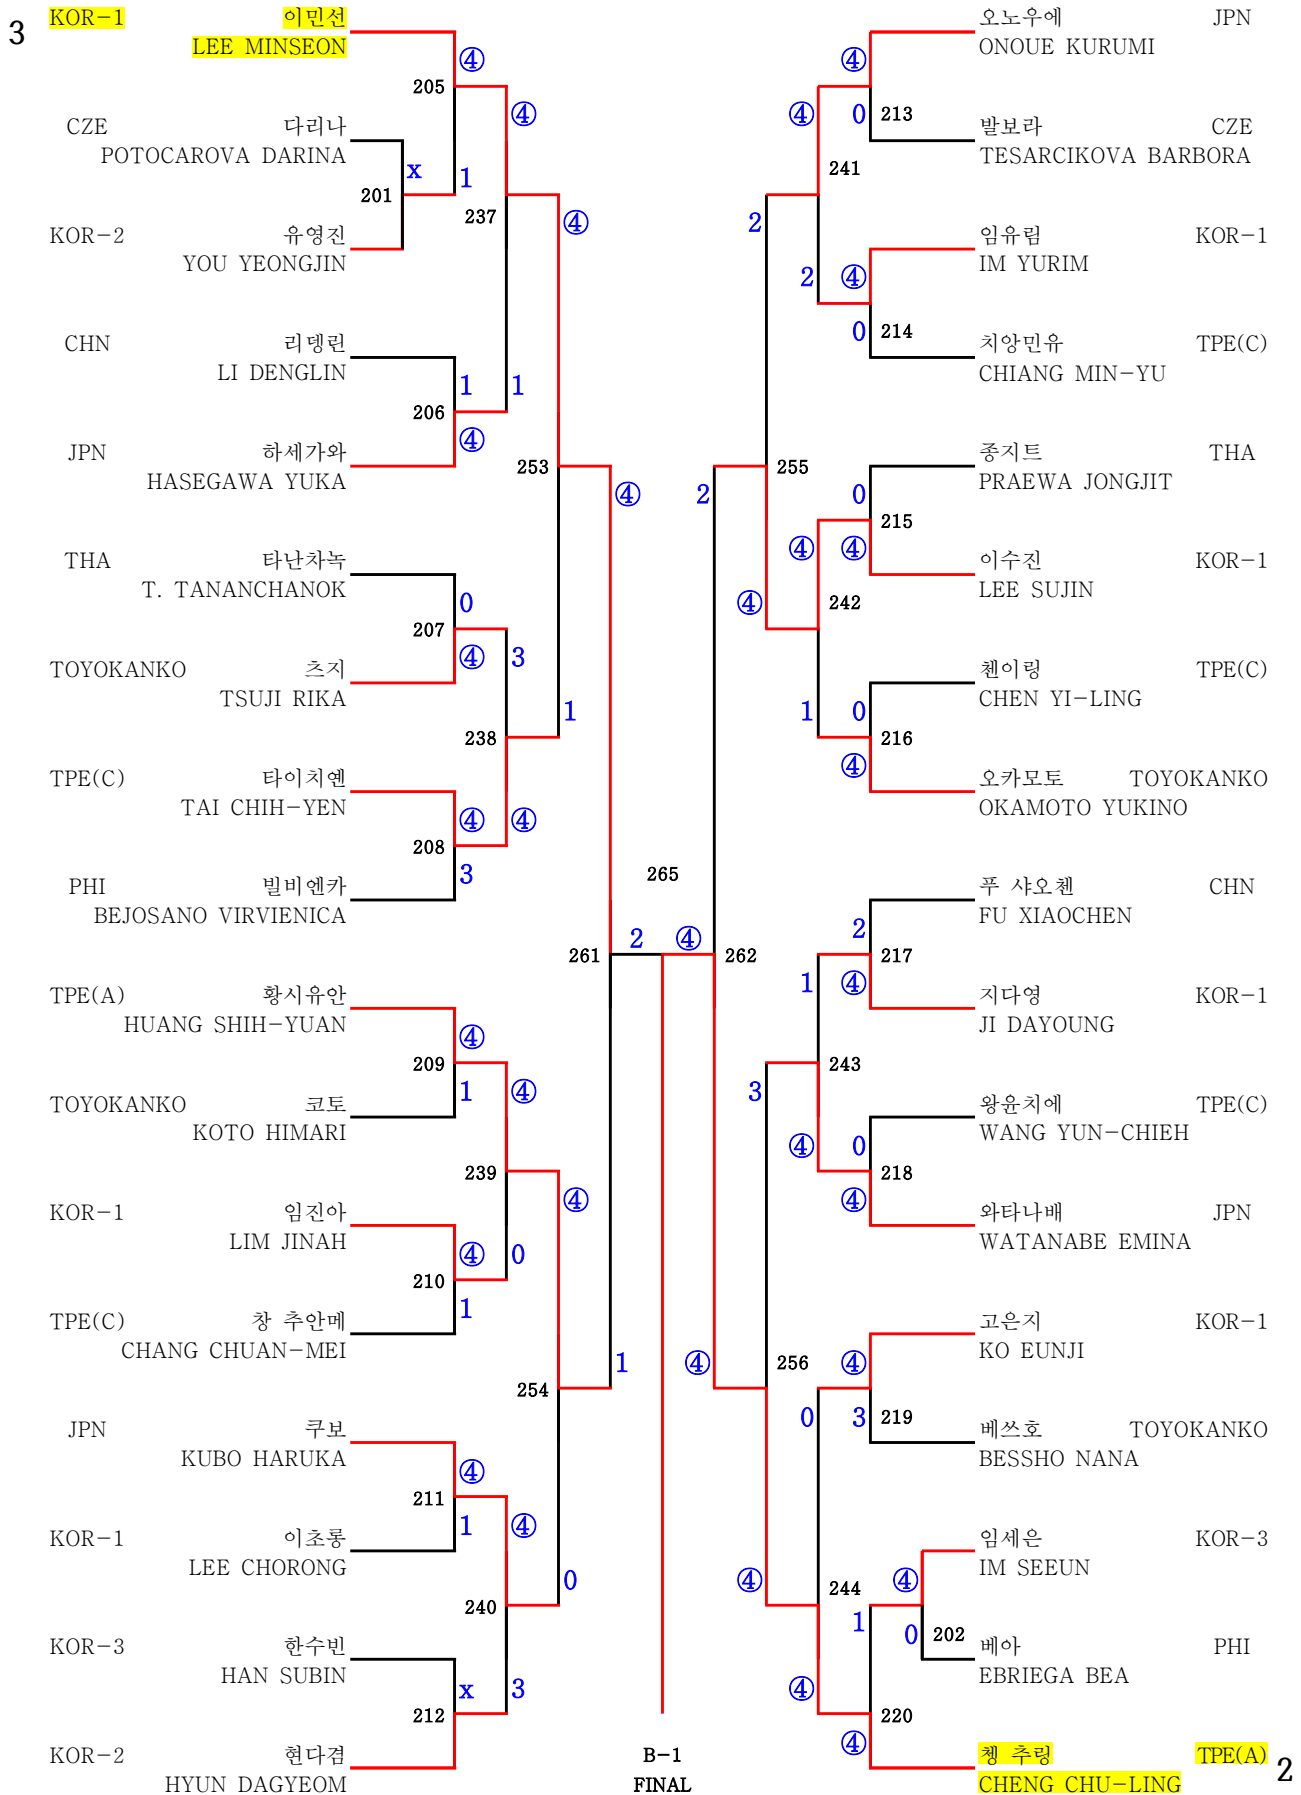 3
KOR-1 이민선
LEE MINSEON
④
205
④
CZE 다리나
POTOCAROVA DARINA
x
1
201
237
④
KOR-2 유영진
YOU YEONGJIN
CHN 리뎅린
LI DENGLIN
1
1
206
④
JPN 하세가와
HASEGAWA YUKA
253
④
THA 타난차녹
T. TANANCHANOK
0
207
④
3
TOYOKANKO 츠지
TSUJI RIKA
1
238
TPE(C) 타이치옌
TAI CHIH-YEN
④
④
208
3
PHI 빌비엔카
BEJOSANO VIRVIENICA
265
2
④
261
262
TPE(A) 황시유안
HUANG SHIH-YUAN
④
209
1
④
TOYOKANKO 코토
KOTO HIMARI
239
④
KOR-1 임진아
LIM JINAH
④
0
210
1
TPE(C) 창 추안메
CHANG CHUAN-MEI
1
254
JPN 쿠보
KUBO HARUKA
④
211
1
④
KOR-1 이초롱
LEE CHORONG
0
240
KOR-3 한수빈
HAN SUBIN
x
3
212
KOR-2 현다겸
HYUN DAGYEOM
B-1
FINAL
오노우에 JPN
ONOUE KURUMI
④
④
0
213
발보라 CZE
TESARCIKOVA BARBORA
241
2
임유림 KOR-1
IM YURIM
2
④
0
214
치앙민유 TPE(C)
CHIANG MIN-YU
종지트 THA
PRAEWA JONGJIT
255
2
0
215
④
④
이수진 KOR-1
LEE SUJIN
④
242
첸이링 TPE(C)
CHEN YI-LING
1
0
216
④
오카모토 TOYOKANKO
OKAMOTO YUKINO
푸 샤오첸 CHN
FU XIAOCHEN
2
217
1
④
지다영 KOR-1
JI DAYOUNG
243
3
왕윤치에 TPE(C)
WANG YUN-CHIEH
④
0
218
④
와타나배 JPN
WATANABE EMINA
고은지 KOR-1
KO EUNJI
④
256
④
0
3
219
베쓰호 TOYOKANKO
BESSHO NANA
임세은 KOR-3
IM SEEUN
④
④
244
1
0
202
베아 PHI
EBRIEGA BEA
④
220
④
쳉 추링 TPE(A)
CHENG CHU-LING
2